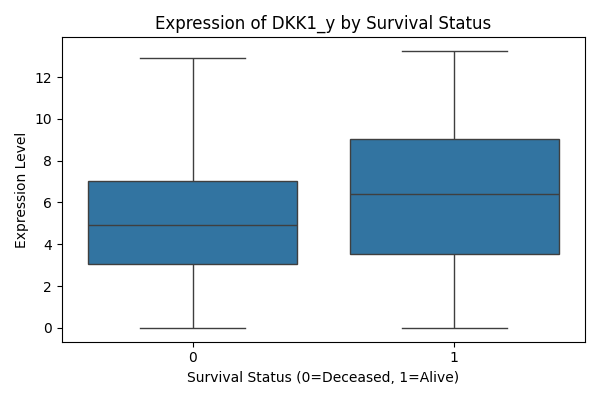 Expression of DKK1_y by Survival Status
Expression Level
12
10
8
6
4
2
0
0 1
Survival Status (0=Deceased, 1=Alive)